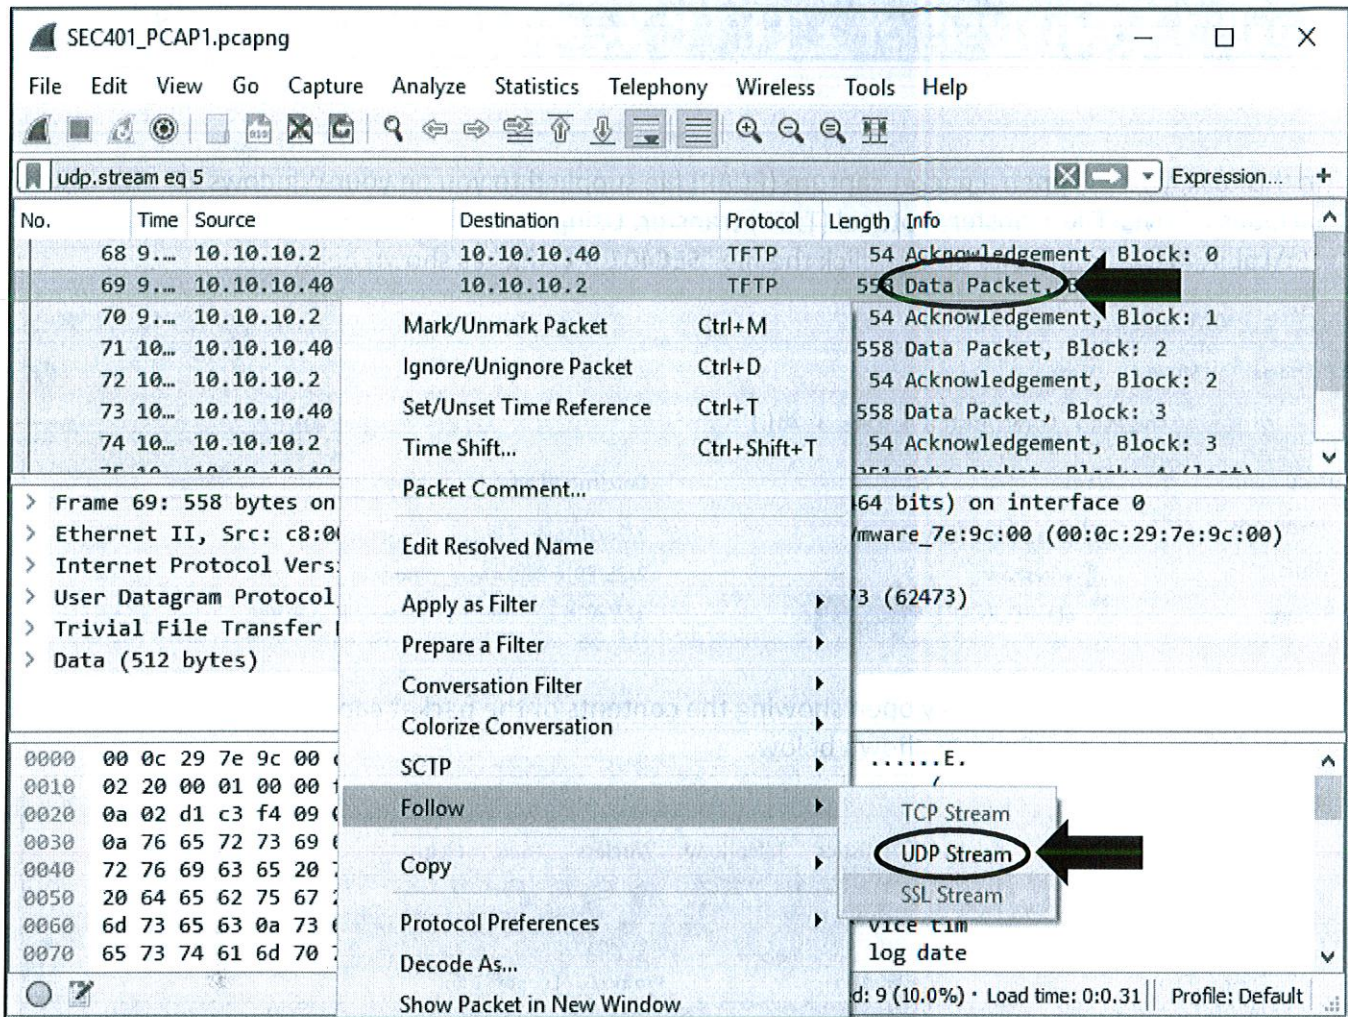 SEC401_PCAP1.pcapng
File Edit View Go Capture Analyze Statistics Telephony Wireless Tools Help
udp.stream eq 5 Expression... +
No. Time Source Destination Protocol Length Info
68 9.... 10.10.10.2 10.10.10.40 TFTP 54 Acknowledgement, Block: 0
69 9.... 10.10.10.40 10.10.10.2 TFTP 558 Data Packet,
70 9.... 10.10.10.2 54 Acknowledgement, Block: 1
71 10... 10.10.10.40 558 Data Packet, Block: 2
72 10... 10.10.10.2 54 Acknowledgement, Block: 2
73 10... 10.10.10.40 558 Data Packet, Block: 3
74 10... 10.10.10.2 54 Acknowledgement, Block: 3
Mark/Unmark Packet Ctrl+M
Ignore/Unignore Packet Ctrl+D
Set/Unset Time Reference Ctrl+T
Time Shift... Ctrl+Shift+T
Packet Comment...
Edit Resolved Name
Apply as Filter
Prepare a Filter
Conversation Filter
Colorize Conversation
SCTP
Follow
Copy
Protocol Preferences
Decode As...
Show Packet in New Window
TCP Stream
UDP Stream
SSL Stream
> Frame 69: 558 bytes on 64 bits) on interface 0
> Ethernet II, Src: c8:0 mware_7e:9c:00 (00:0c:29:7e:9c:00)
> Internet Protocol Vers
> User Datagram Protocol 3 (62473)
> Trivial File Transfer
> Data (512 bytes)
0000 00 0c 29 7e 9c 00 ......E.
0010 02 20 00 01 00 00
0020 0a 02 d1 c3 f4 09
0030 0a 76 65 72 73 69
0040 72 76 69 63 65 20
0050 20 64 65 62 75 67
0060 6d 73 65 63 0a 73 vice tim
0070 65 73 74 61 6d 70 log date
d: 9 (10.0%) · Load time: 0:0.31 Profile: Default